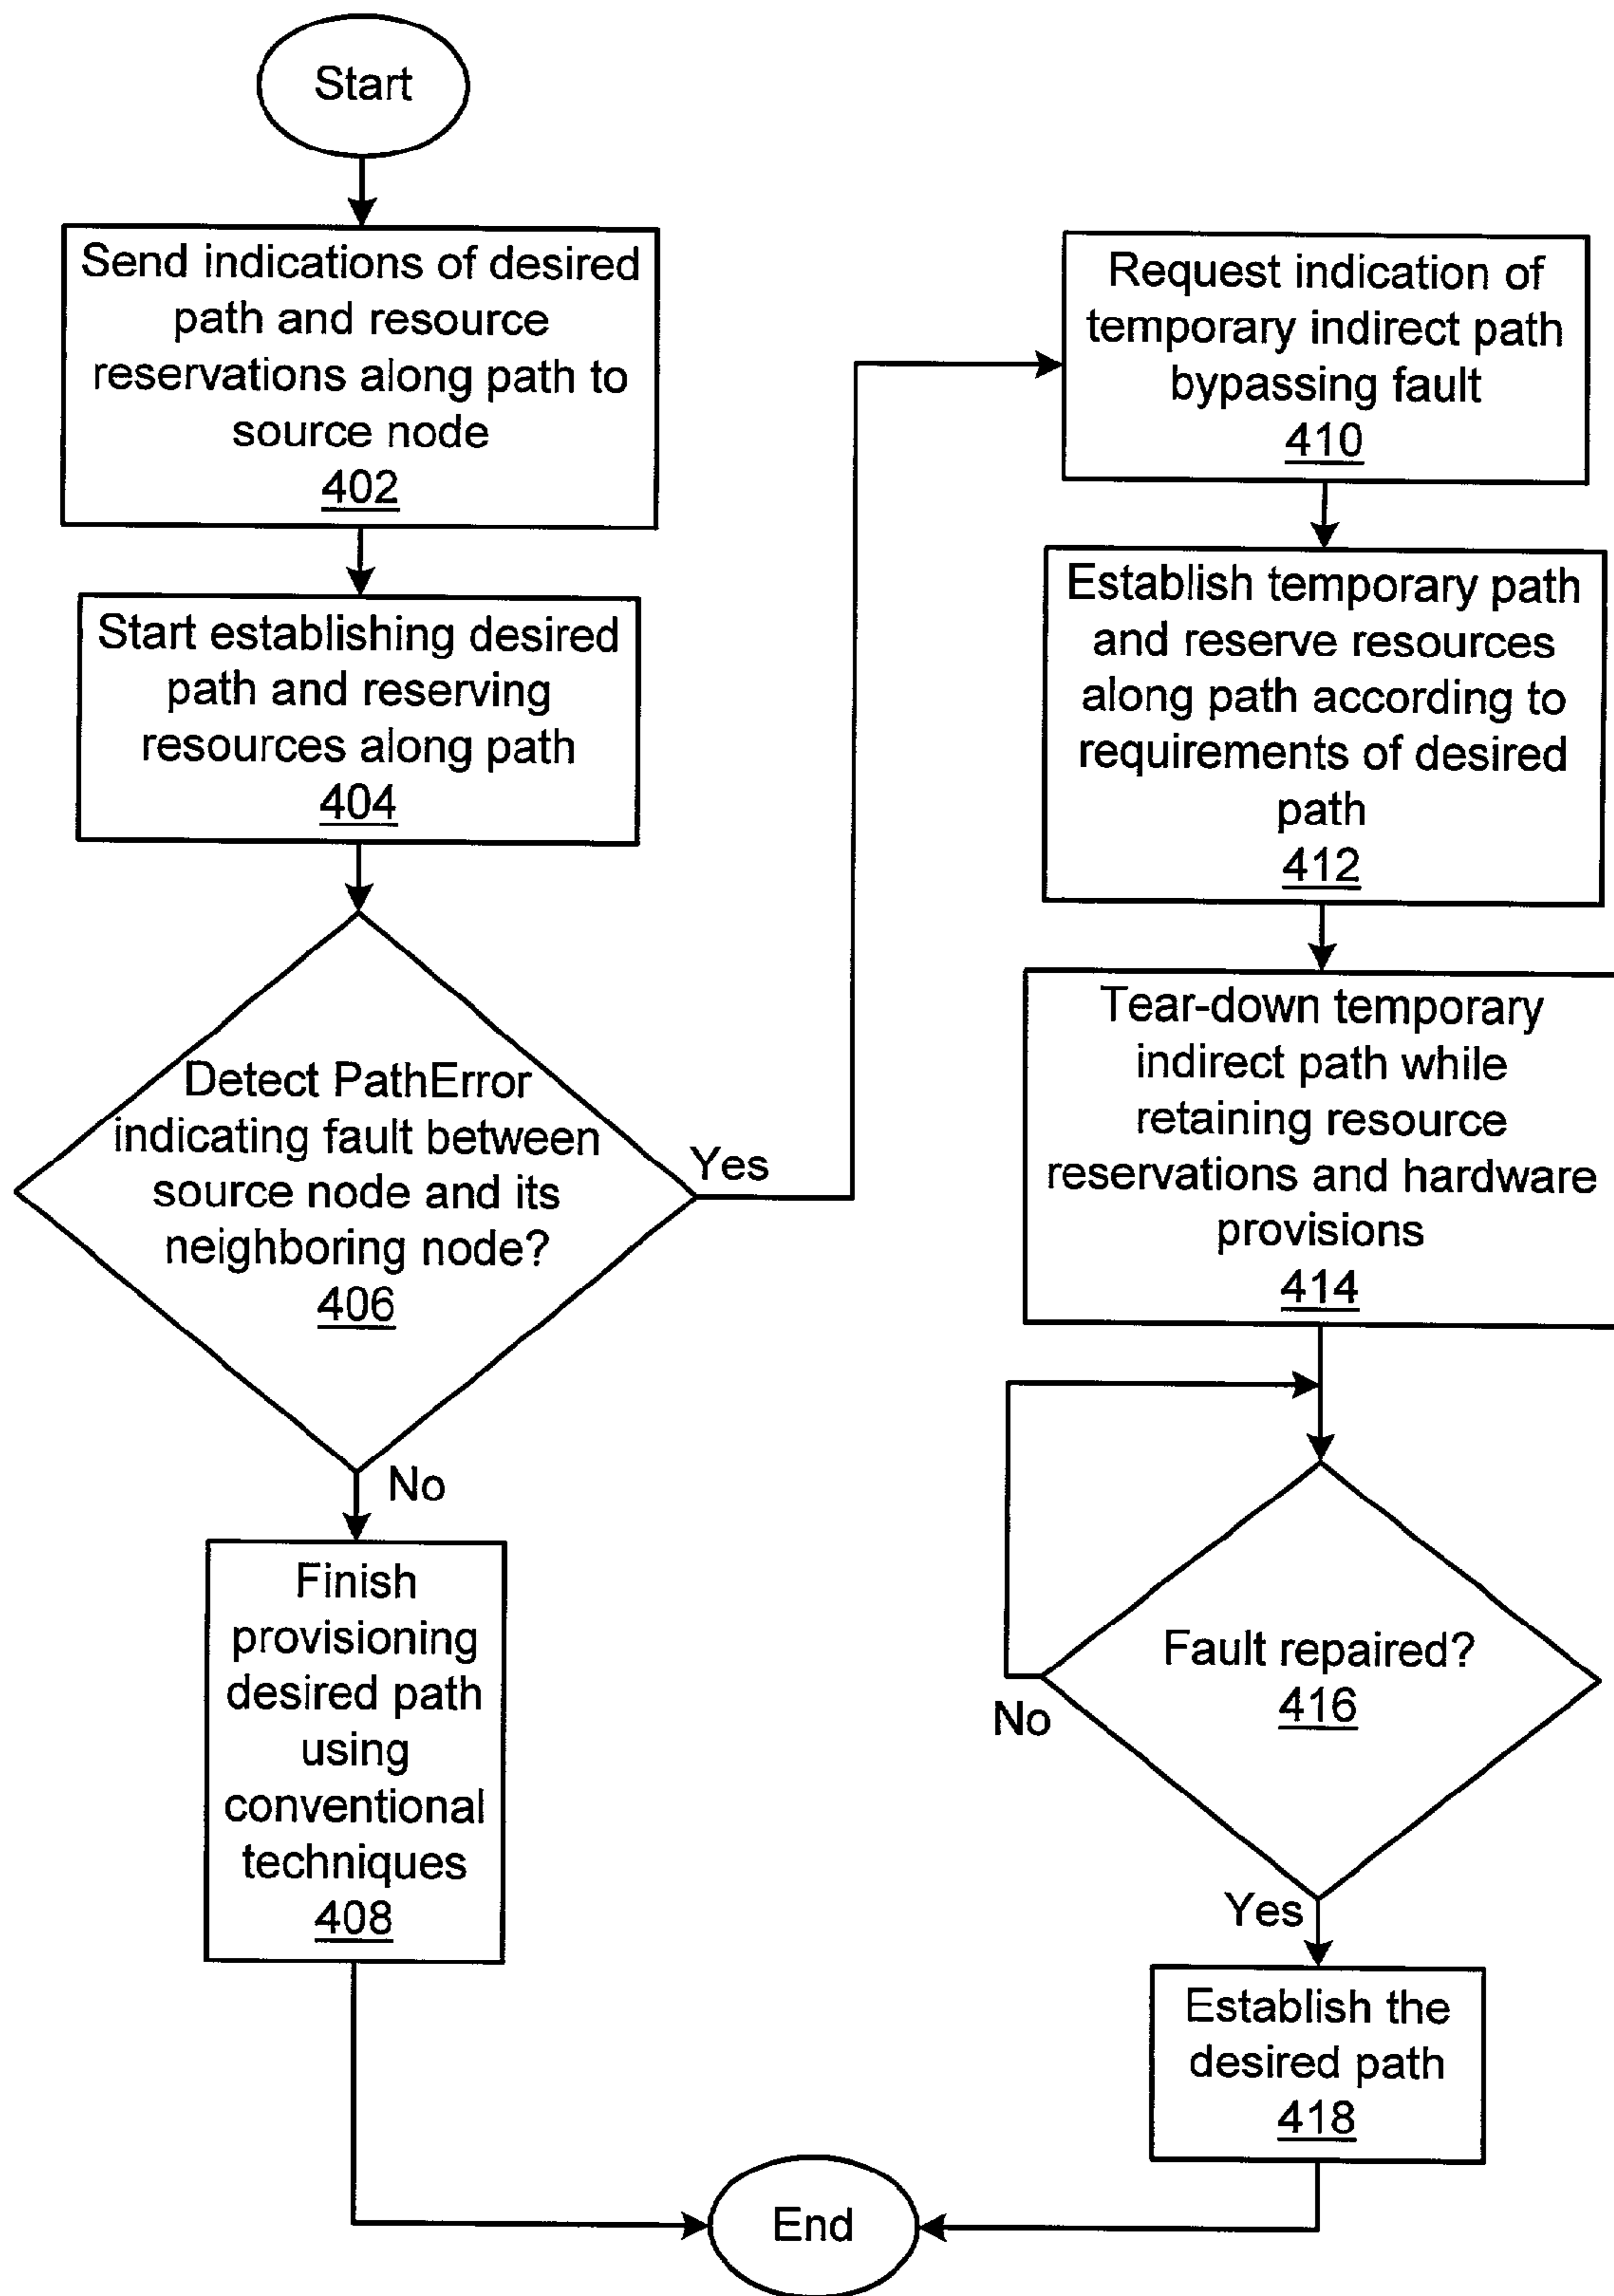 Start
Send indications of desired
path and resource
reservations along path to
source node
402
Start establishing desired
path and reserving
resources along path
404
Detect PathError
indicating fault between
source node and its
neighboring node?
406
Yes
No
Finish
provisioning
desired path
using
conventional
techniques
408
Request indication of
temporary indirect path
bypassing fault
410
Establish temporary path
and reserve resources
along path according to
requirements of desired
path
412
Tear-down temporary
indirect path while
retaining resource
reservations and hardware
provisions
414
Fault repaired?
416
No
Yes
Establish the
desired path
418
End